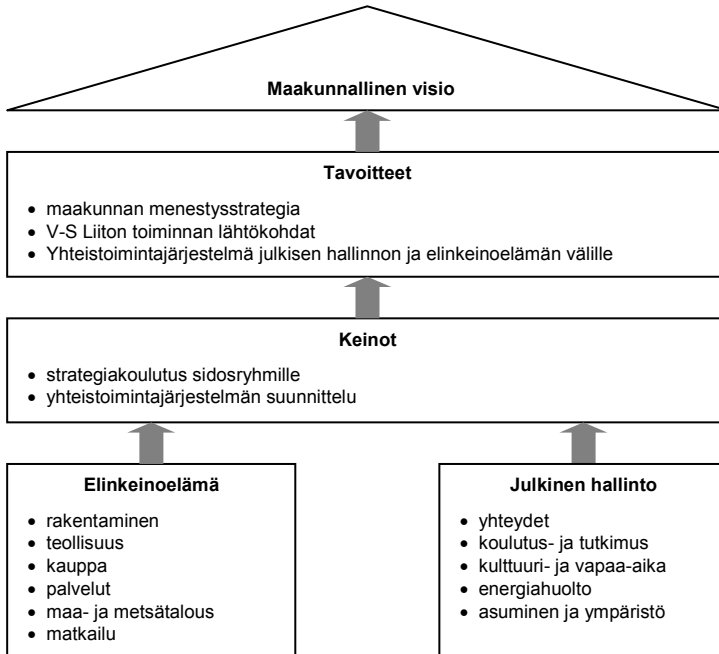 Maakunnallinen visio
Tavoitteet
• maakunnan menestysstrategia
• V-S Liiton toiminnan lähtökohdat
• Yhteistoimintajärjestelmä julkisen hallinnon ja elinkeinoelämän välille
Keinot
• strategiakoulutus sidosryhmille
• yhteistoimintajärjestelmän suunnittelu
Elinkeinoelämä
• rakentaminen
• teollisuus
• kauppa
• palvelut
• maa- ja metsätalous
• matkailu
Julkinen hallinto
• yhteydet
• koulutus- ja tutkimus
• kulttuuri- ja vapaa-aika
• energiahuolto
• asuminen ja ympäristö